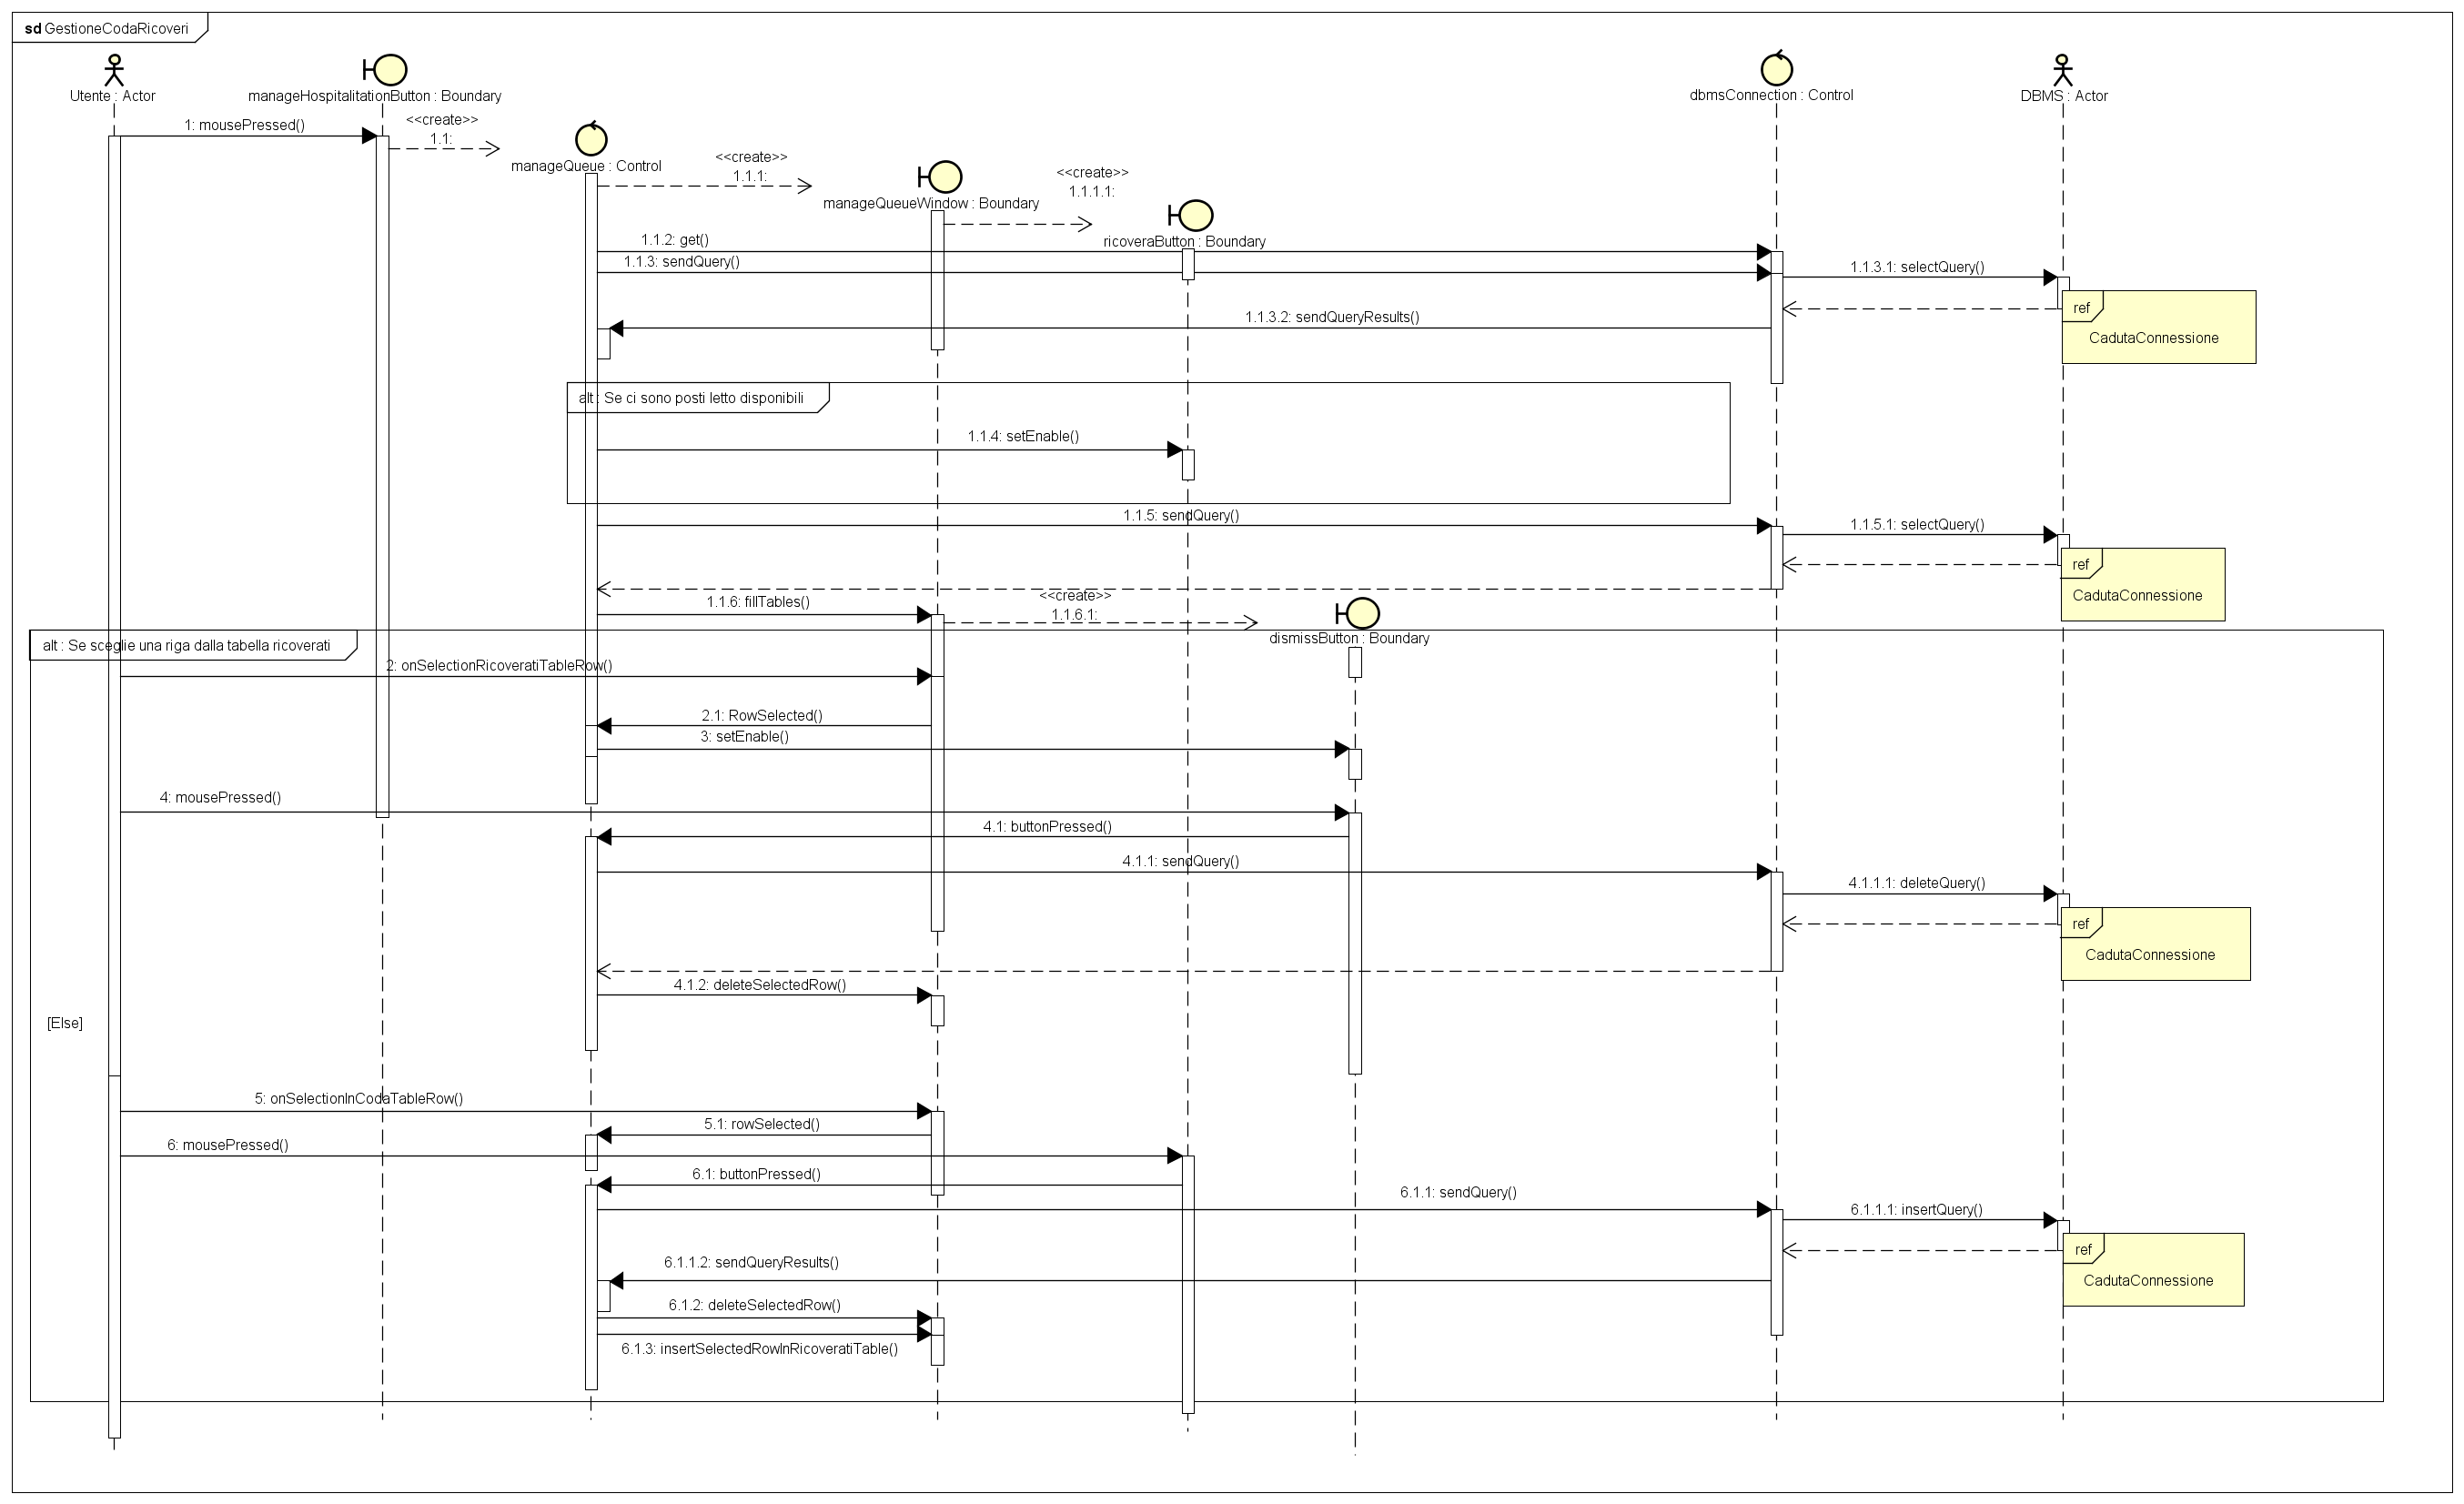 sd GestioneCodaRicoveri
Utente : Actor
manageHospitalitationButton : Boundary
dbmsConnection : Control
DBMS : Actor
1: mousePressed()
<<create>>
1.1:
manageQueue : Control
<<create>>
1.1.1:
manageQueueWindow : Boundary
<<create>>
1.1.1.1:
ricoveraButton : Boundary
1.1.2: get()
1.1.3: sendQuery()
1.1.3.1: selectQuery()
ref
CadutaConnessione
1.1.3.2: sendQueryResults()
alt : Se ci sono posti letto disponibili
1.1.4: setEnable()
1.1.5: sendQuery()
1.1.5.1: selectQuery()
ref
CadutaConnessione
1.1.6: fillTables()
<<create>>
1.1.6.1:
dismissButton : Boundary
alt : Se sceglie una riga dalla tabella ricoverati
2: onSelectionRicoveratiTableRow()
2.1: RowSelected()
3: setEnable()
4: mousePressed()
4.1: buttonPressed()
4.1.1: sendQuery()
4.1.1.1: deleteQuery()
ref
CadutaConnessione
4.1.2: deleteSelectedRow()
[Else]
5: onSelectionInCodaTableRow()
5.1: rowSelected()
6: mousePressed()
6.1: buttonPressed()
6.1.1: sendQuery()
6.1.1.1: insertQuery()
ref
CadutaConnessione
6.1.1.2: sendQueryResults()
6.1.2: deleteSelectedRow()
6.1.3: insertSelectedRowInRicoveratiTable()